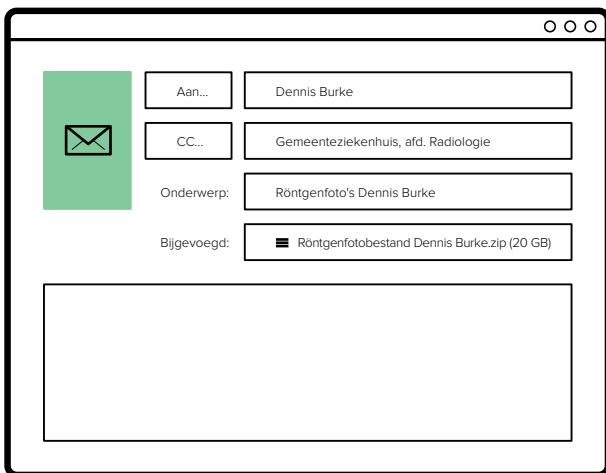 Aan... Dennis Burke
CC... Gemeenteziekenhuis, afd. Radiologie
Onderwerp: Röntgenfoto's Dennis Burke
Bijgevoegd: Röntgenfotobestand Dennis Burke.zip (20 GB)